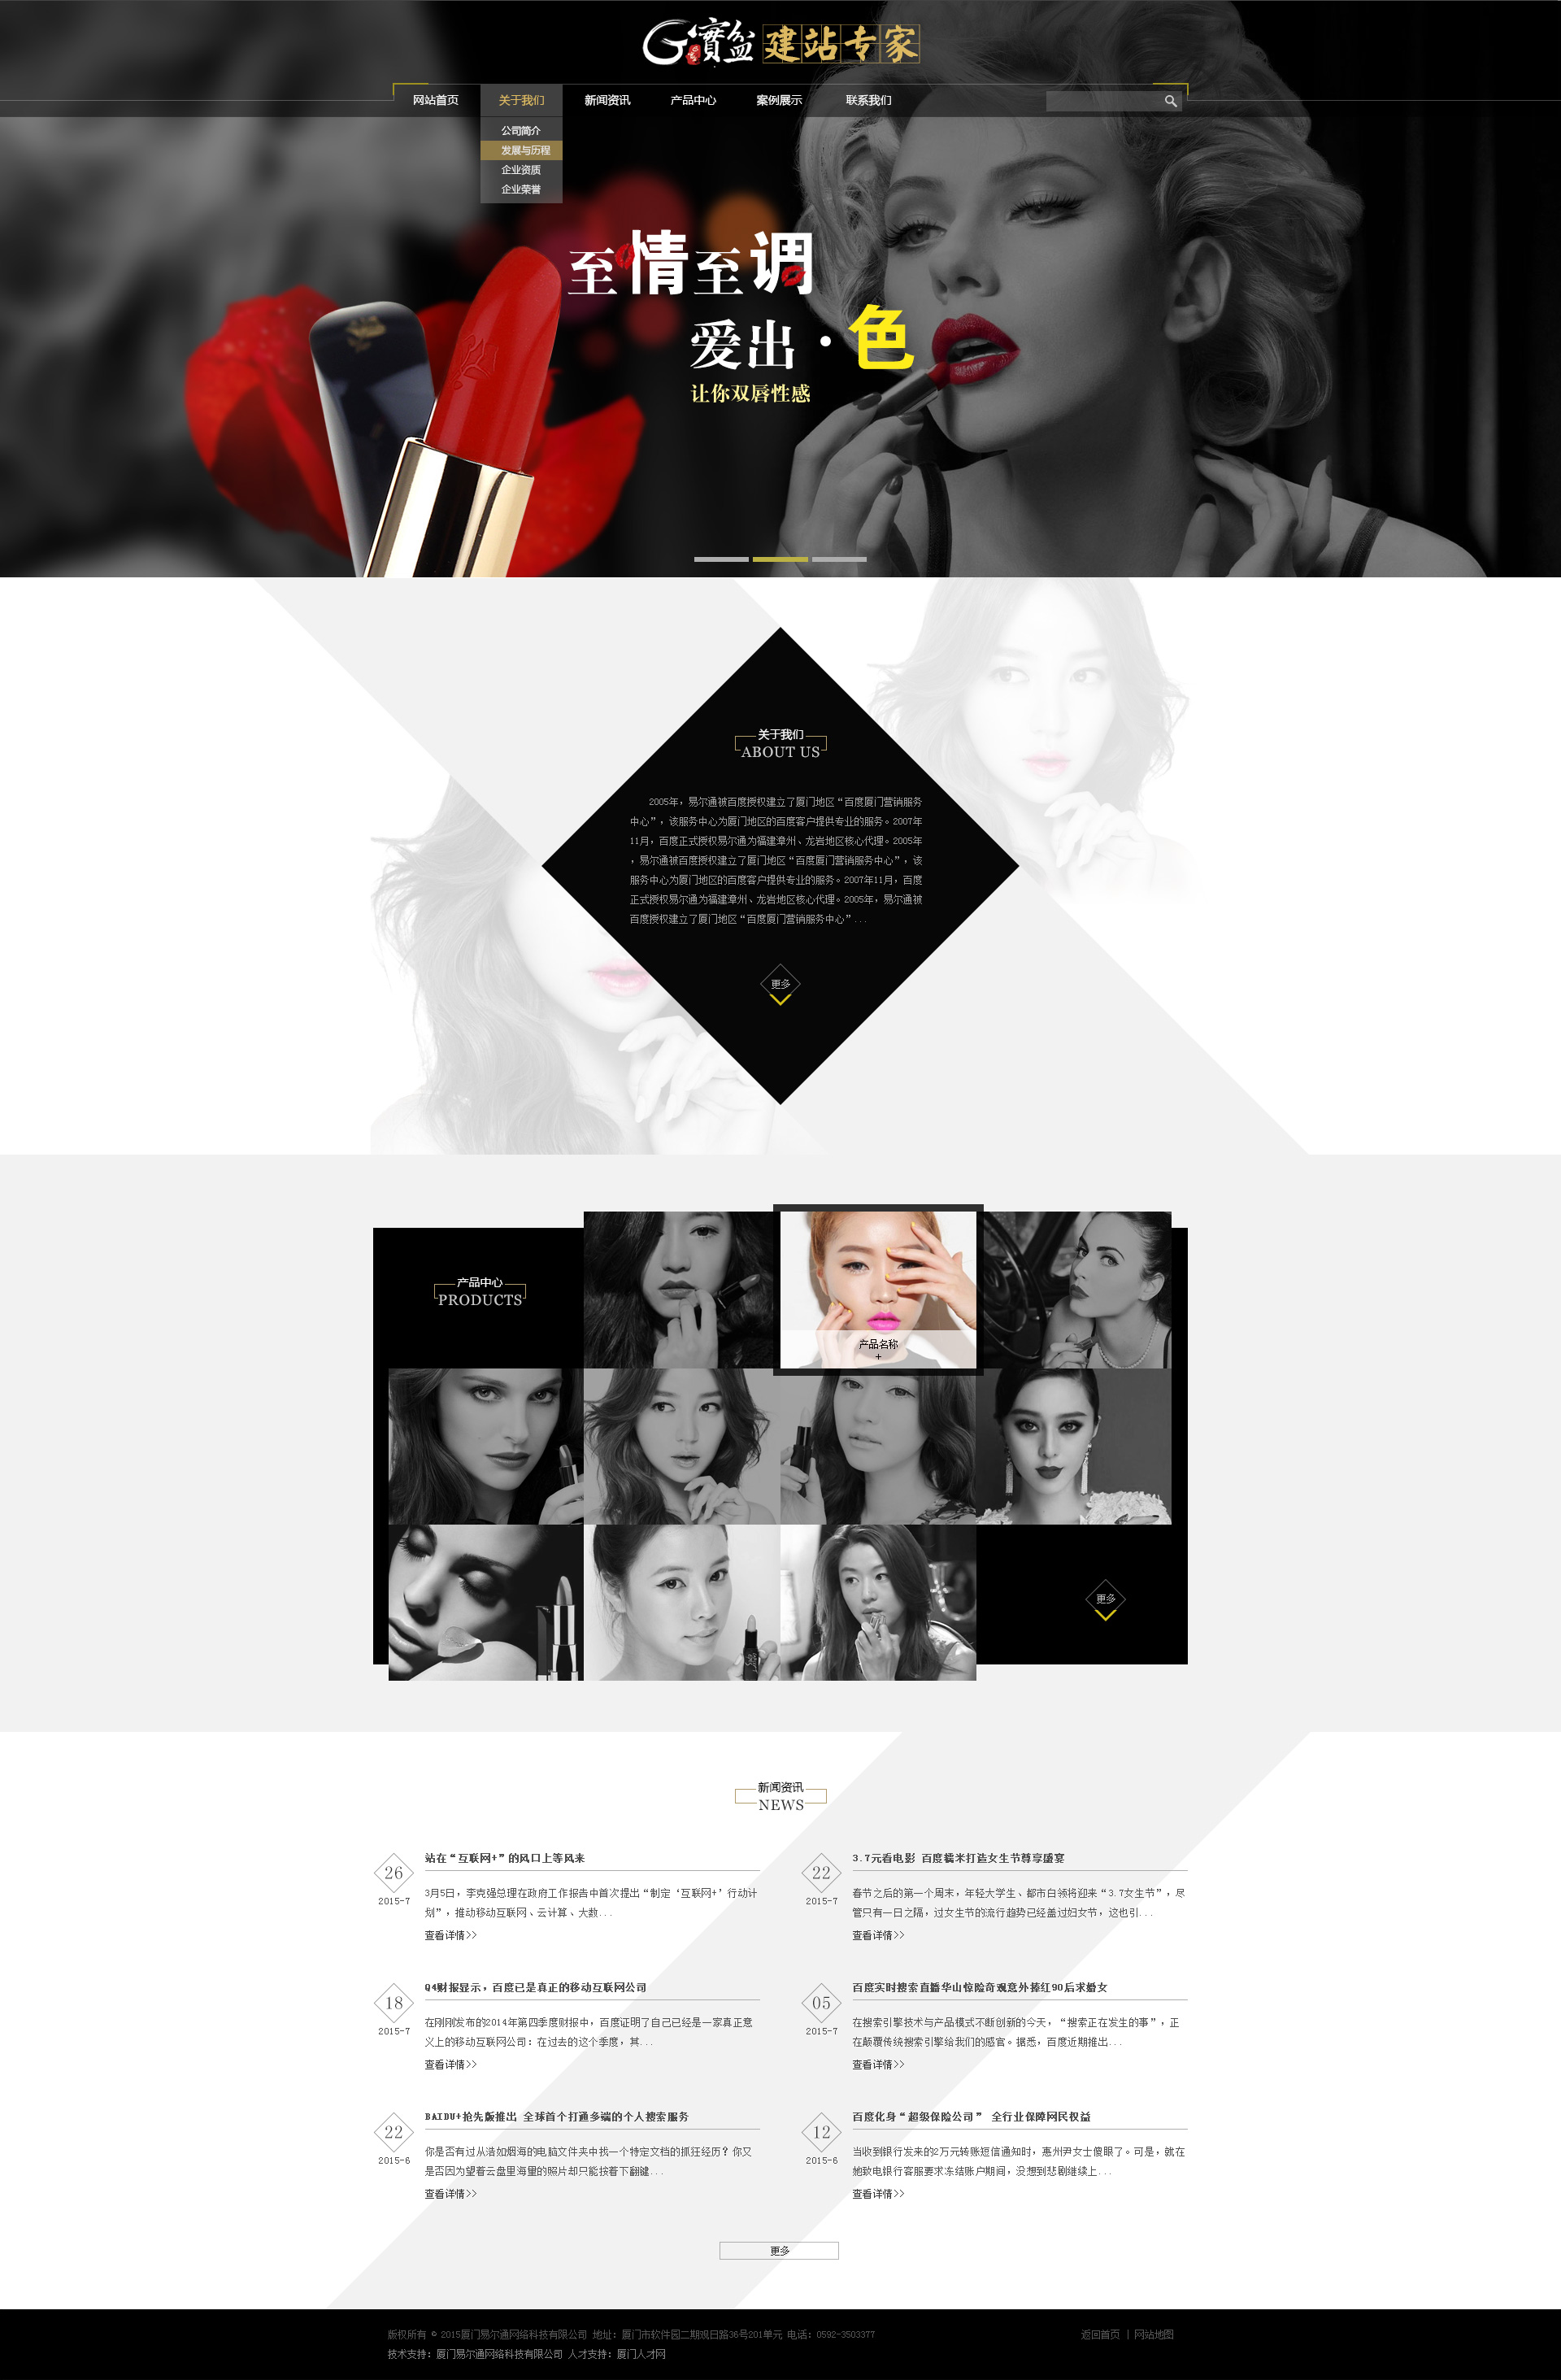 G寶盆 建站专家
网站首页 关于我们 新闻资讯 产品中心 案例展示 联系我们
公司简介
发展与历程
企业资质
企业荣誉
至情至调
爱出·色
让你双唇性感
关于我们
ABOUT US
2005年，易尔通被百度授权建立了厦门地区“百度厦门营销服务
中心”，该服务中心为厦门地区的百度客户提供专业的服务。2007年
11月，百度正式授权易尔通为福建漳州、龙岩地区核心代理。2005年
，易尔通被百度授权建立了厦门地区“百度厦门营销服务中心”，该
服务中心为厦门地区的百度客户提供专业的服务。2007年11月，百度
正式授权易尔通为福建漳州、龙岩地区核心代理。2005年，易尔通被
百度授权建立了厦门地区“百度厦门营销服务中心”...
更多
产品中心
PRODUCTS
产品名称
+
更多
新闻资讯
NEWS
26
2015-7
站在“互联网+”的风口上等风来
3月5日，李克强总理在政府工作报告中首次提出“制定‘互联网+’行动计
划”，推动移动互联网、云计算、大数...
查看详情>>
22
2015-7
3.7元看电影 百度糯米打造女生节尊享盛宴
春节之后的第一个周末，年轻大学生、都市白领将迎来“3.7女生节”，尽
管只有一日之隔，过女生节的流行趋势已经盖过妇女节，这也引...
查看详情>>
18
2015-7
Q4财报显示，百度已是真正的移动互联网公司
在刚刚发布的2014年第四季度财报中，百度证明了自己已经是一家真正意
义上的移动互联网公司：在过去的这个季度，其...
查看详情>>
05
2015-7
百度实时搜索直播华山惊险奇观意外捧红90后求婚女
在搜索引擎技术与产品模式不断创新的今天，“搜索正在发生的事”，正
在颠覆传统搜索引擎给我们的感官。据悉，百度近期推出...
查看详情>>
22
2015-6
BAIDU+抢先版推出 全球首个打通多端的个人搜索服务
你是否有过从浩如烟海的电脑文件夹中找一个特定文档的抓狂经历？你又
是否因为望着云盘里海量的照片却只能按着下翻键...
查看详情>>
12
2015-6
百度化身“超级保险公司” 全行业保障网民权益
当收到银行发来的2万元转账短信通知时，惠州尹女士傻眼了。可是，就在
她致电银行客服要求冻结账户期间，没想到悲剧继续上...
查看详情>>
更多
版权所有 © 2015厦门易尔通网络科技有限公司 地址：厦门市软件园二期观日路36号201单元 电话：0592-3503377
返回首页 | 网站地图
技术支持：厦门易尔通网络科技有限公司 人才支持：厦门人才网